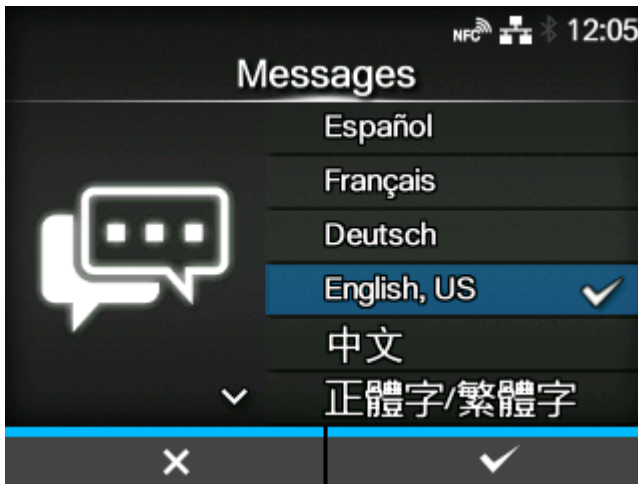 NFC 12:05
Messages
Español
Français
Deutsch
English, US
中文
正體字/繁體字